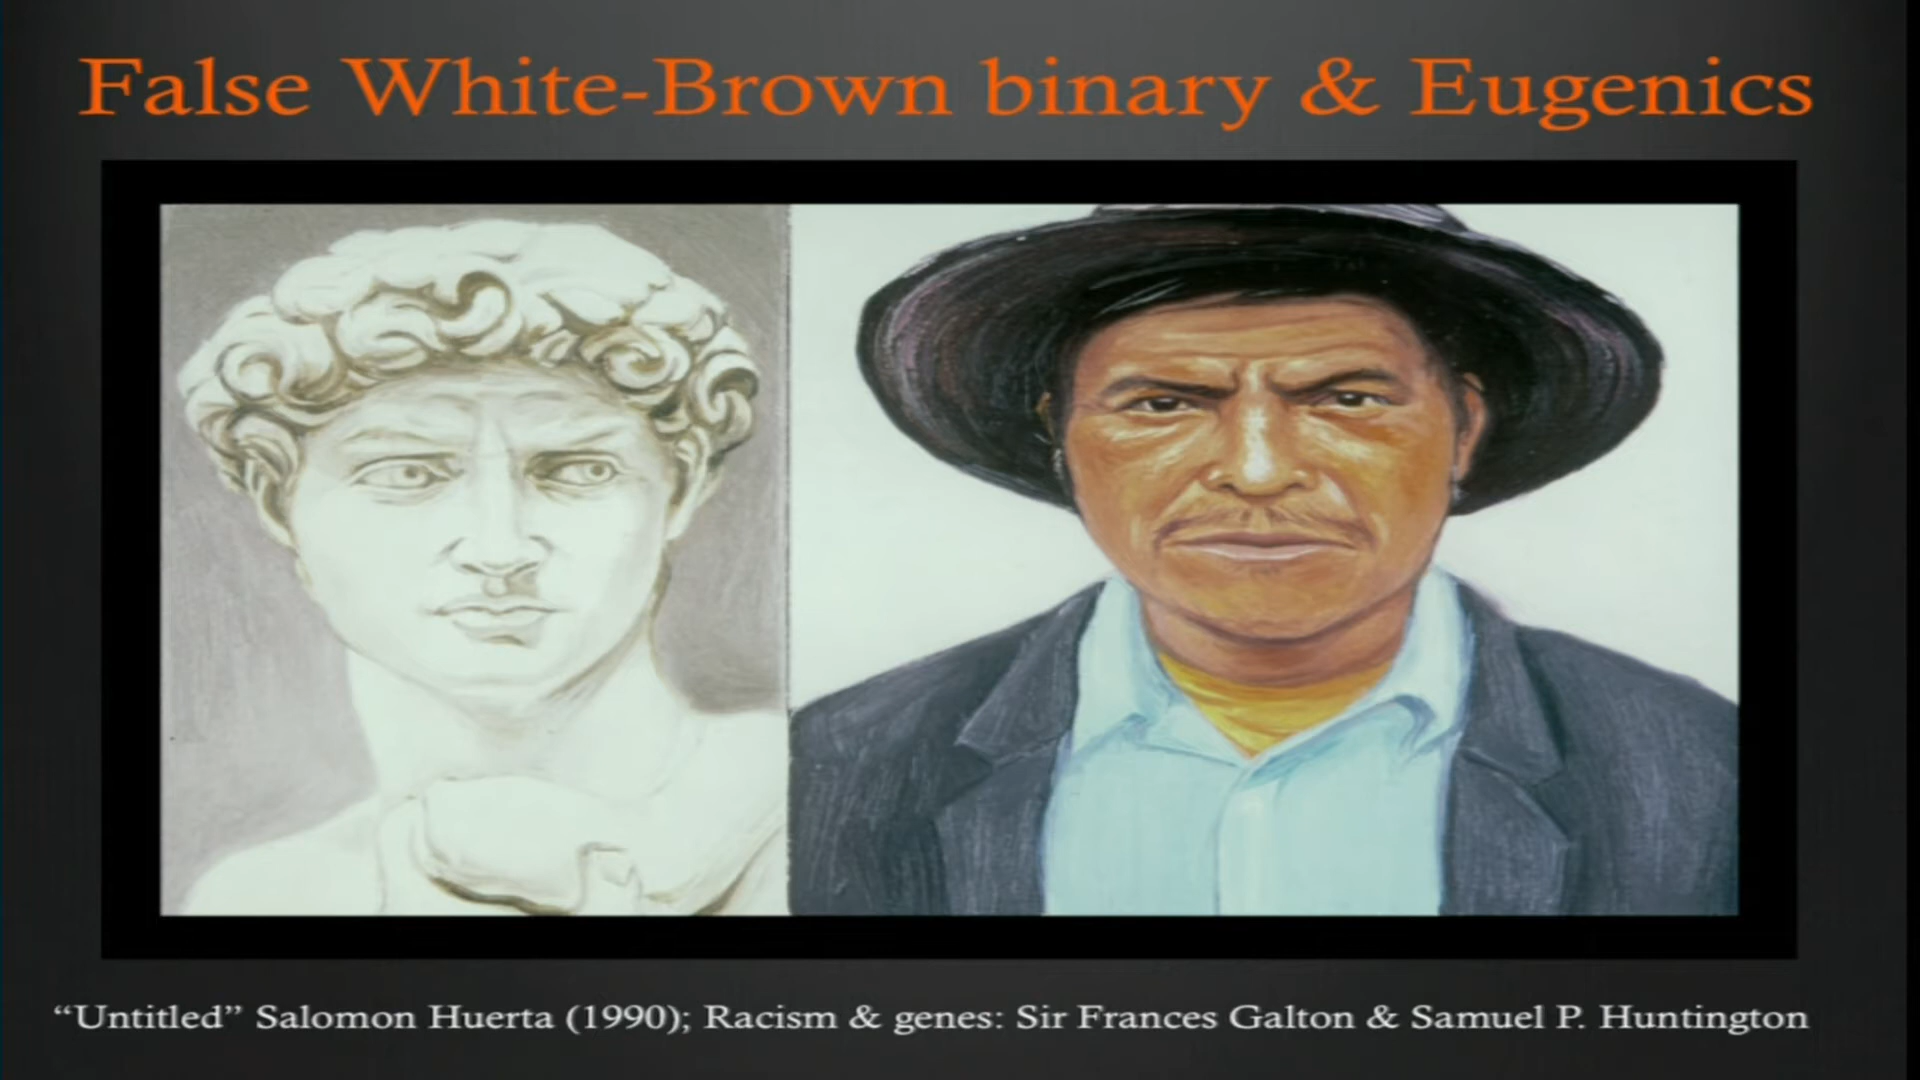 False White-Brown binary & Eugenics
“Untitled” Salomon Huerta (1990); Racism & genes: Sir Frances Galton & Samuel P. Huntington